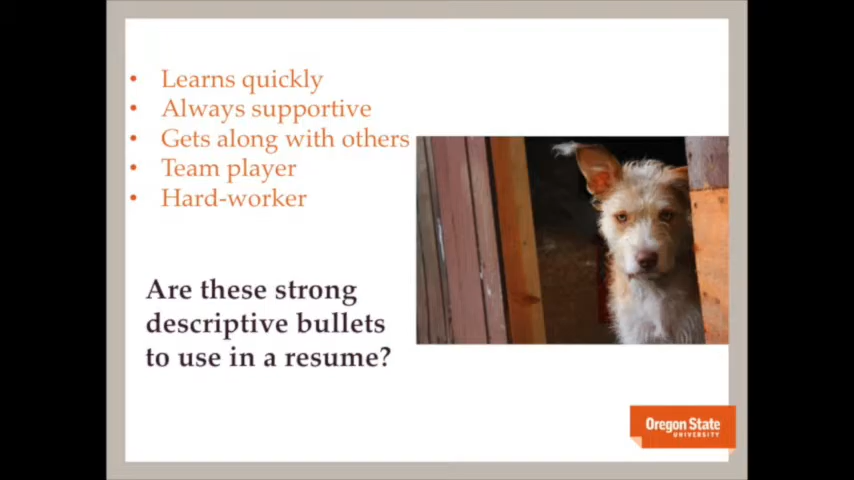 • Learns quickly
• Always supportive
• Gets along with others
• Team player
• Hard-worker
Are these strong
descriptive bullets
to use in a resume?
Oregon State
UNIVERSITY